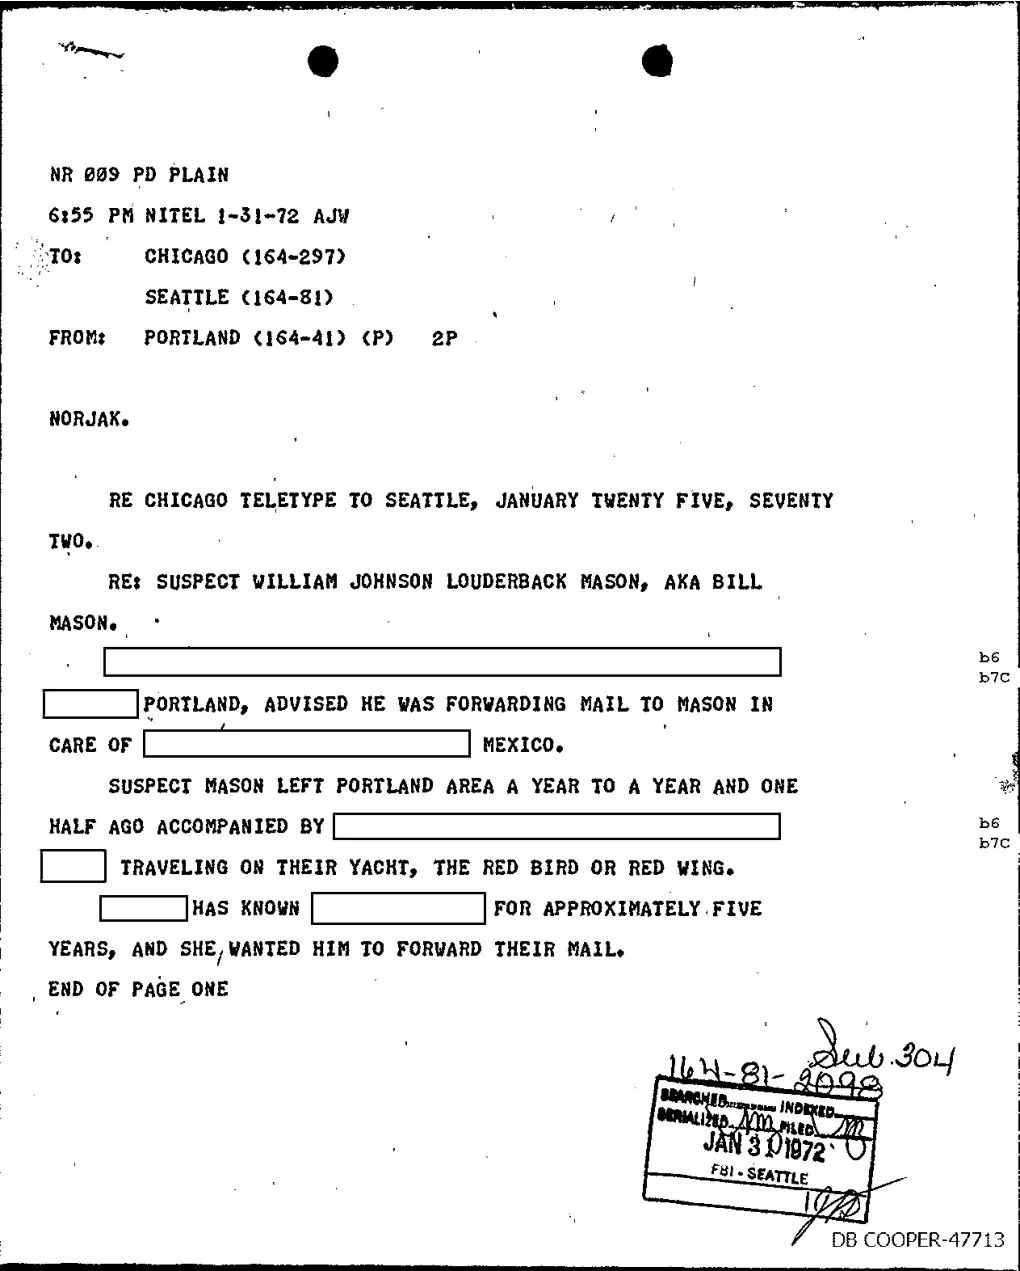 NR 009 PD PLAIN
6:55 PM NITEL 1-31-72 AJW
TO: CHICAGO (164-297)
SEATTLE (164-81)
FROM: PORTLAND (164-41) (P) 2P
NORJAK.
RE CHICAGO TELETYPE TO SEATTLE, JANUARY TWENTY FIVE, SEVENTY
TWO.
RE: SUSPECT WILLIAM JOHNSON LOUDERBACK MASON, AKA BILL
MASON.
b6
b7C
PORTLAND, ADVISED HE WAS FORWARDING MAIL TO MASON IN
CARE OF MEXICO.
SUSPECT MASON LEFT PORTLAND AREA A YEAR TO A YEAR AND ONE
HALF AGO ACCOMPANIED BY
b6
b7C
TRAVELING ON THEIR YACHT, THE RED BIRD OR RED WING.
HAS KNOWN FOR APPROXIMATELY FIVE
YEARS, AND SHE WANTED HIM TO FORWARD THEIR MAIL.
END OF PAGE ONE
Sub 304
164-81-2098
SEARCHED INDEXED
SERIALIZED FILED
JAN 31 1972
FBI - SEATTLE
DB COOPER-47713